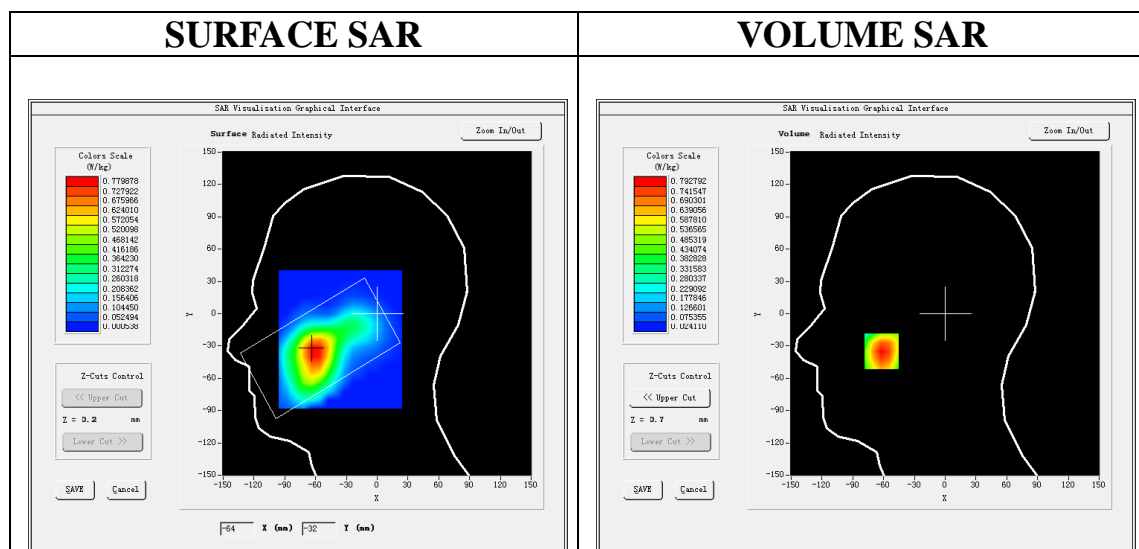 SURFACE SAR
VOLUME SAR
SAR Visualisation Graphical Interface
Surface Radiated Intensity
Zoom In/Out
Colors Scale
(W/kg)
0.779878
0.727922
0.675966
0.624010
0.572054
0.520098
0.468142
0.416186
0.364230
0.312274
0.260318
0.208362
0.156406
0.104450
0.052494
0.000538
Z-Cuts Control
<< Upper Cut
Z = 0.2 mm
Lower Cut >>
SAVE
Cancel
150
120
90
60
30
0
-30
-60
-90
-120
-150
Y
-150 -120 -90 -60 -30 0 30 60 90 120 150
X
-64 X (mm) -32 Y (mm)
SAR Visualisation Graphical Interface
Volume Radiated Intensity
Zoom In/Out
Colors Scale
(W/kg)
0.792792
0.741547
0.690301
0.639056
0.587810
0.536565
0.485319
0.434074
0.382828
0.331583
0.280337
0.229092
0.177846
0.126601
0.075355
0.024110
Z-Cuts Control
<< Upper Cut
Z = 0.7 mm
Lower Cut >>
SAVE
Cancel
150
120
90
60
30
0
-30
-60
-90
-120
-150
Y
-150 -120 -90 -60 -30 0 30 60 90 120 150
X